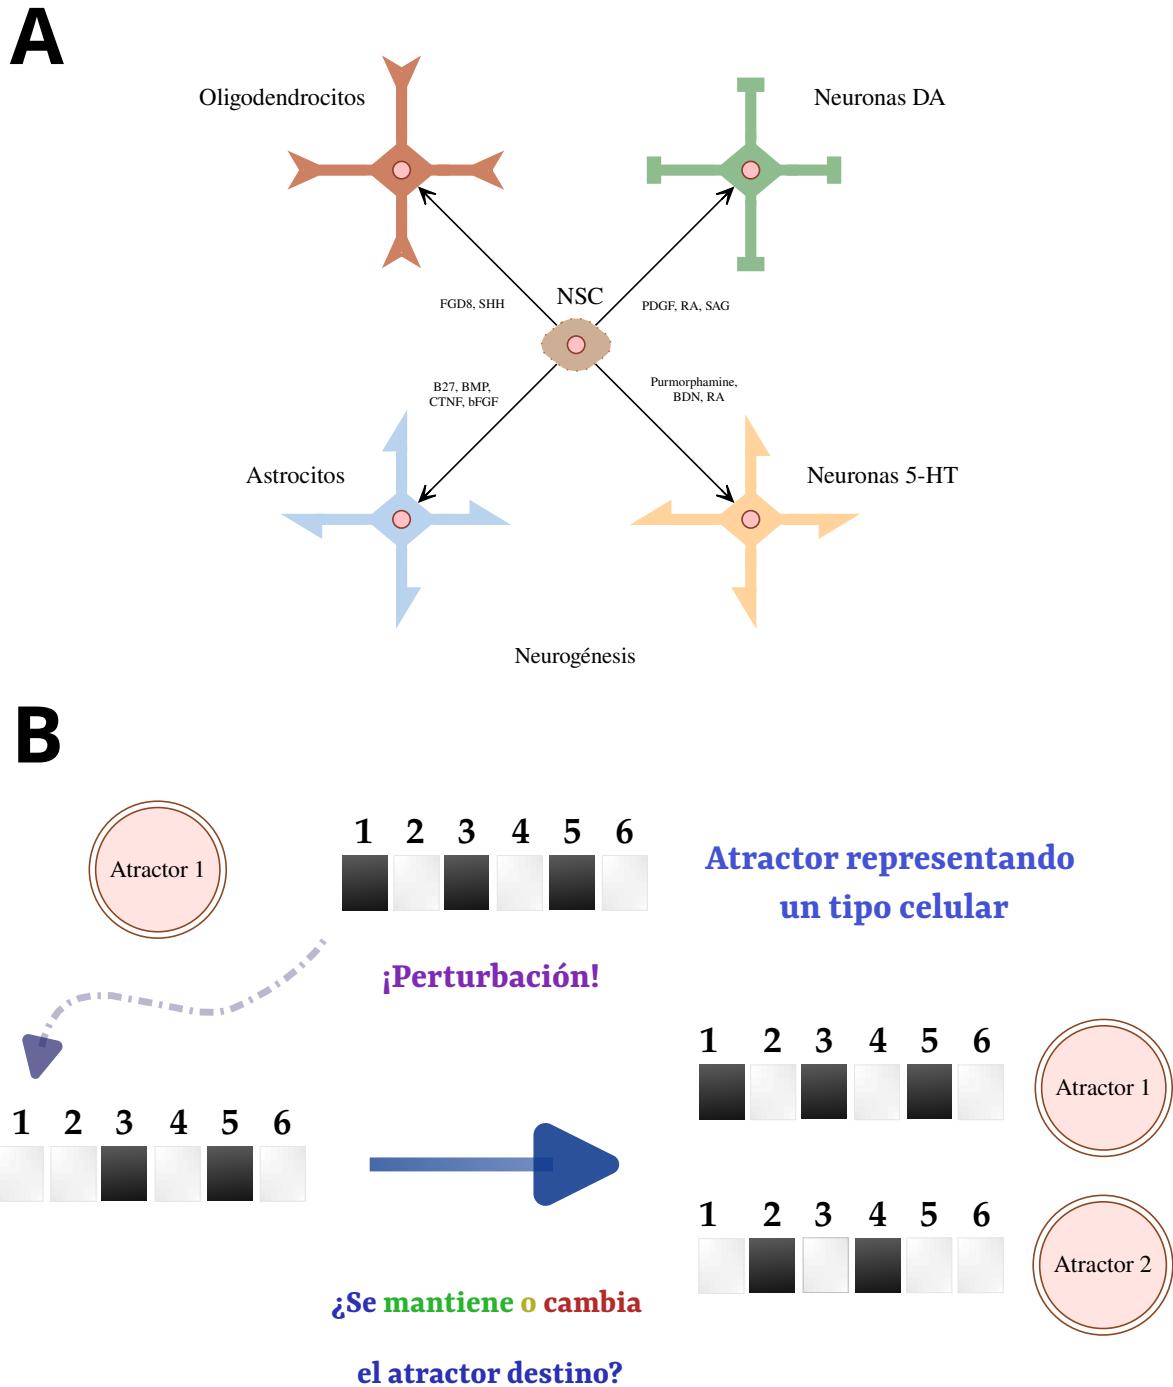 A
Oligodendrocitos
Neuronas DA
NSC
FGD8, SHH
PDGF, RA, SAG
B27, BMP,
CTNF, bFGF
Purmorphamine,
BDN, RA
Astrocitos
Neuronas 5-HT
Neurogénesis
B
Atractor 1
1 2 3 4 5 6
Atractor representando
un tipo celular
¡Perturbación!
1 2 3 4 5 6
Atractor 1
1 2 3 4 5 6
1 2 3 4 5 6
Atractor 2
¿Se mantiene o cambia
el atractor destino?